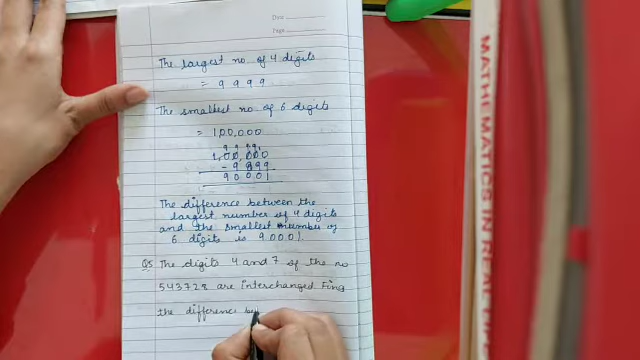 Date
Page
The largest no of 4 digits
= 9999
The smallest no of 6 digits
= 1,00,000
1,00,000
- 9999
90001
The difference between the
largest number of 4 digits
and the smallest number of
6 digits is 90001.
Q5 The digits 4 and 7 of the no
543728 are interchanged Fing
the difference be
MATHEMATICS IN REAL